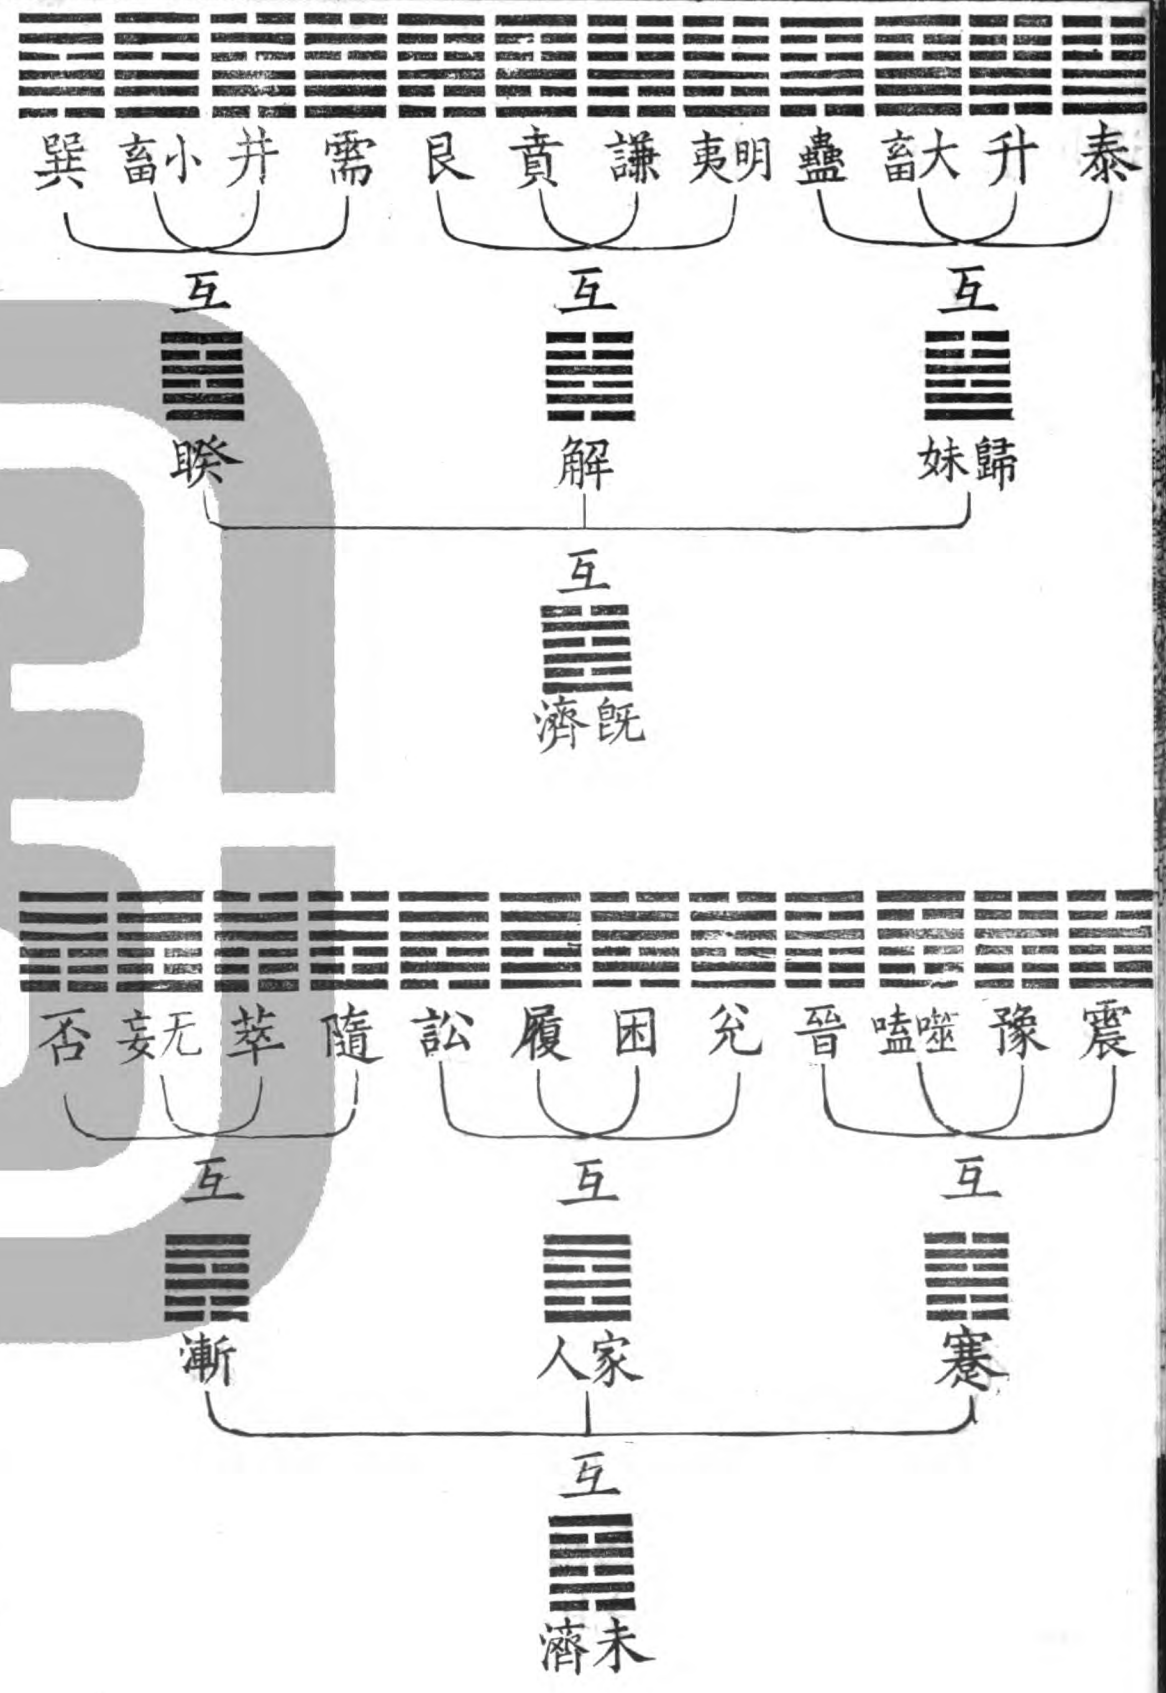 泰 升 大畜 蠱 明夷 謙 賁 艮 需 井 小畜 巽
互 互 互
歸妹 解 睽
互
既濟
震 豫 噬嗑 晉 兌 困 履 訟 隨 萃 无妄 否
互 互 互
蹇 家人 漸
互
未濟